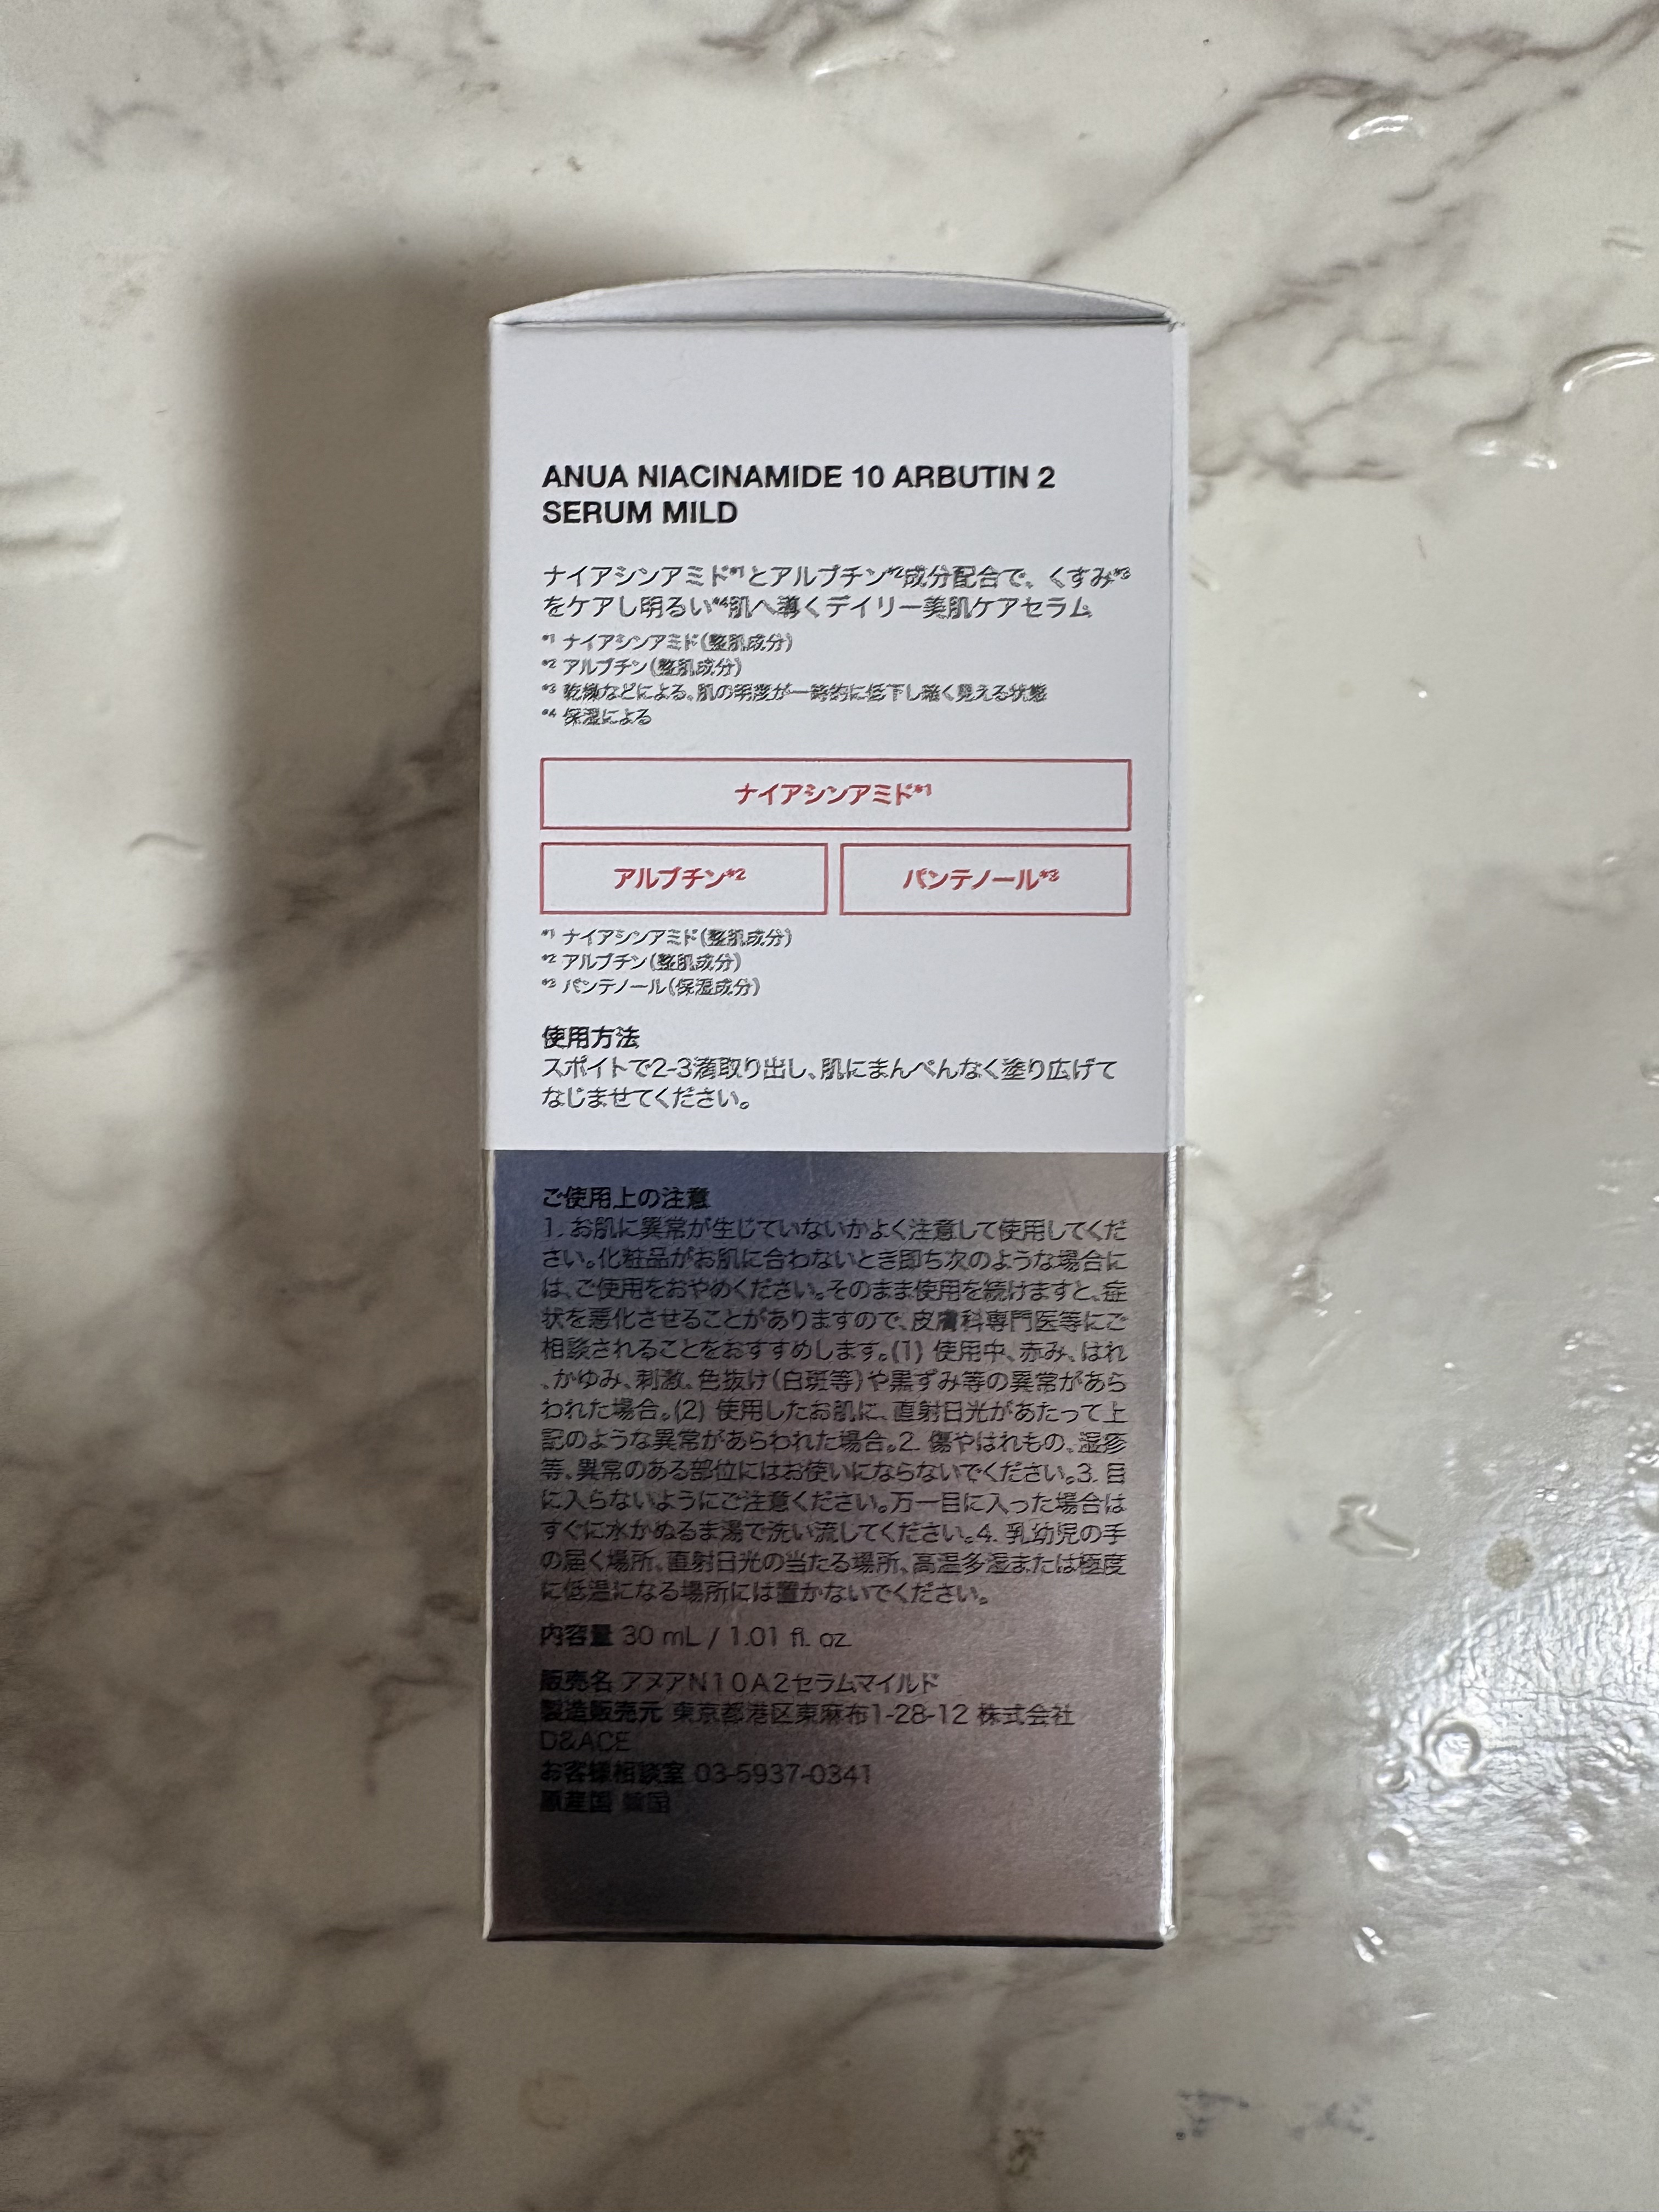 ANUA NIACINAMIDE 10 ARBUTIN 2
SERUM MILD
ナイアシンアミド*1とアルブチン*2成分配合で、くすみ*3
をケアし明るい*4肌へ導くデイリー美肌ケアセラム
*1 ナイアシンアミド(整肌成分)
*2 アルブチン(整肌成分)
*3 乾燥などによる、肌の明度が一時的に低下し暗く見える状態
*4 保湿による
ナイアシンアミド*1
アルブチン*2 パンテノール*3
*1 ナイアシンアミド(整肌成分)
*2 アルブチン(整肌成分)
*3 パンテノール(保湿成分)
使用方法
スポイトで2-3滴取り出し、肌にまんべんなく塗り広げて
なじませてください。
ご使用上の注意
1. お肌に異常が生じていないかよく注意して使用してくだ
さい。化粧品がお肌に合わないとき即ち次のような場合に
は、ご使用をおやめください。そのまま使用を続けますと、症
状を悪化させることがありますので、皮膚科専門医等にご
相談されることをおすすめします。(1) 使用中、赤み、はれ
、かゆみ、刺激、色抜け(白斑等)や黒ずみ等の異常があら
われた場合。(2) 使用したお肌に、直射日光があたって上
記のような異常があらわれた場合。2. 傷やはれもの、湿疹
等、異常のある部位にはお使いにならないでください。3. 目
に入らないようにご注意ください。万一目に入った場合は
すぐに水かぬるま湯で洗い流してください。4. 乳幼児の手
の届く場所、直射日光の当たる場所、高温多湿または極度
に低温になる場所には置かないでください。
内容量 30 mL / 1.01 fl. oz.
販売名 アヌアN10A2セラムマイルド
製造販売元 東京都港区東麻布1-28-12 株式会社
D&ACE
お客様相談室 03-5937-0341
原産国 韓国